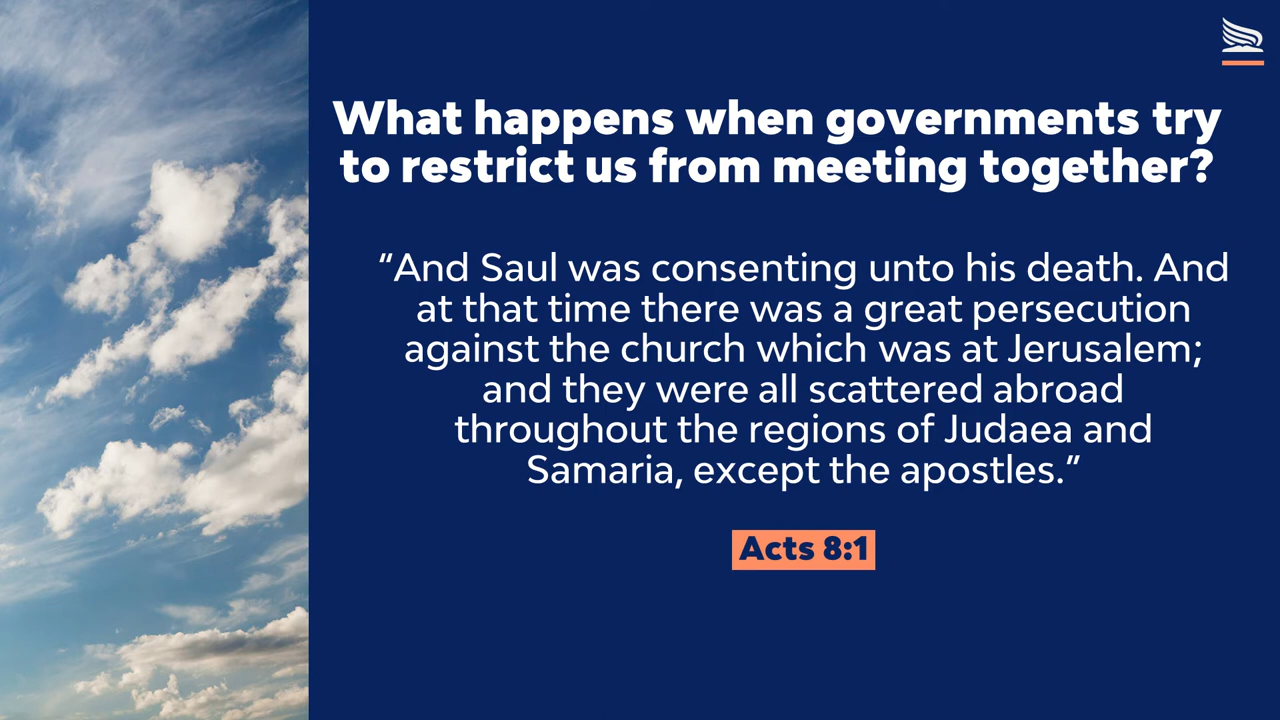 What happens when governments try
to restrict us from meeting together?
“And Saul was consenting unto his death. And
at that time there was a great persecution
against the church which was at Jerusalem;
and they were all scattered abroad
throughout the regions of Judaea and
Samaria, except the apostles.”
Acts 8:1